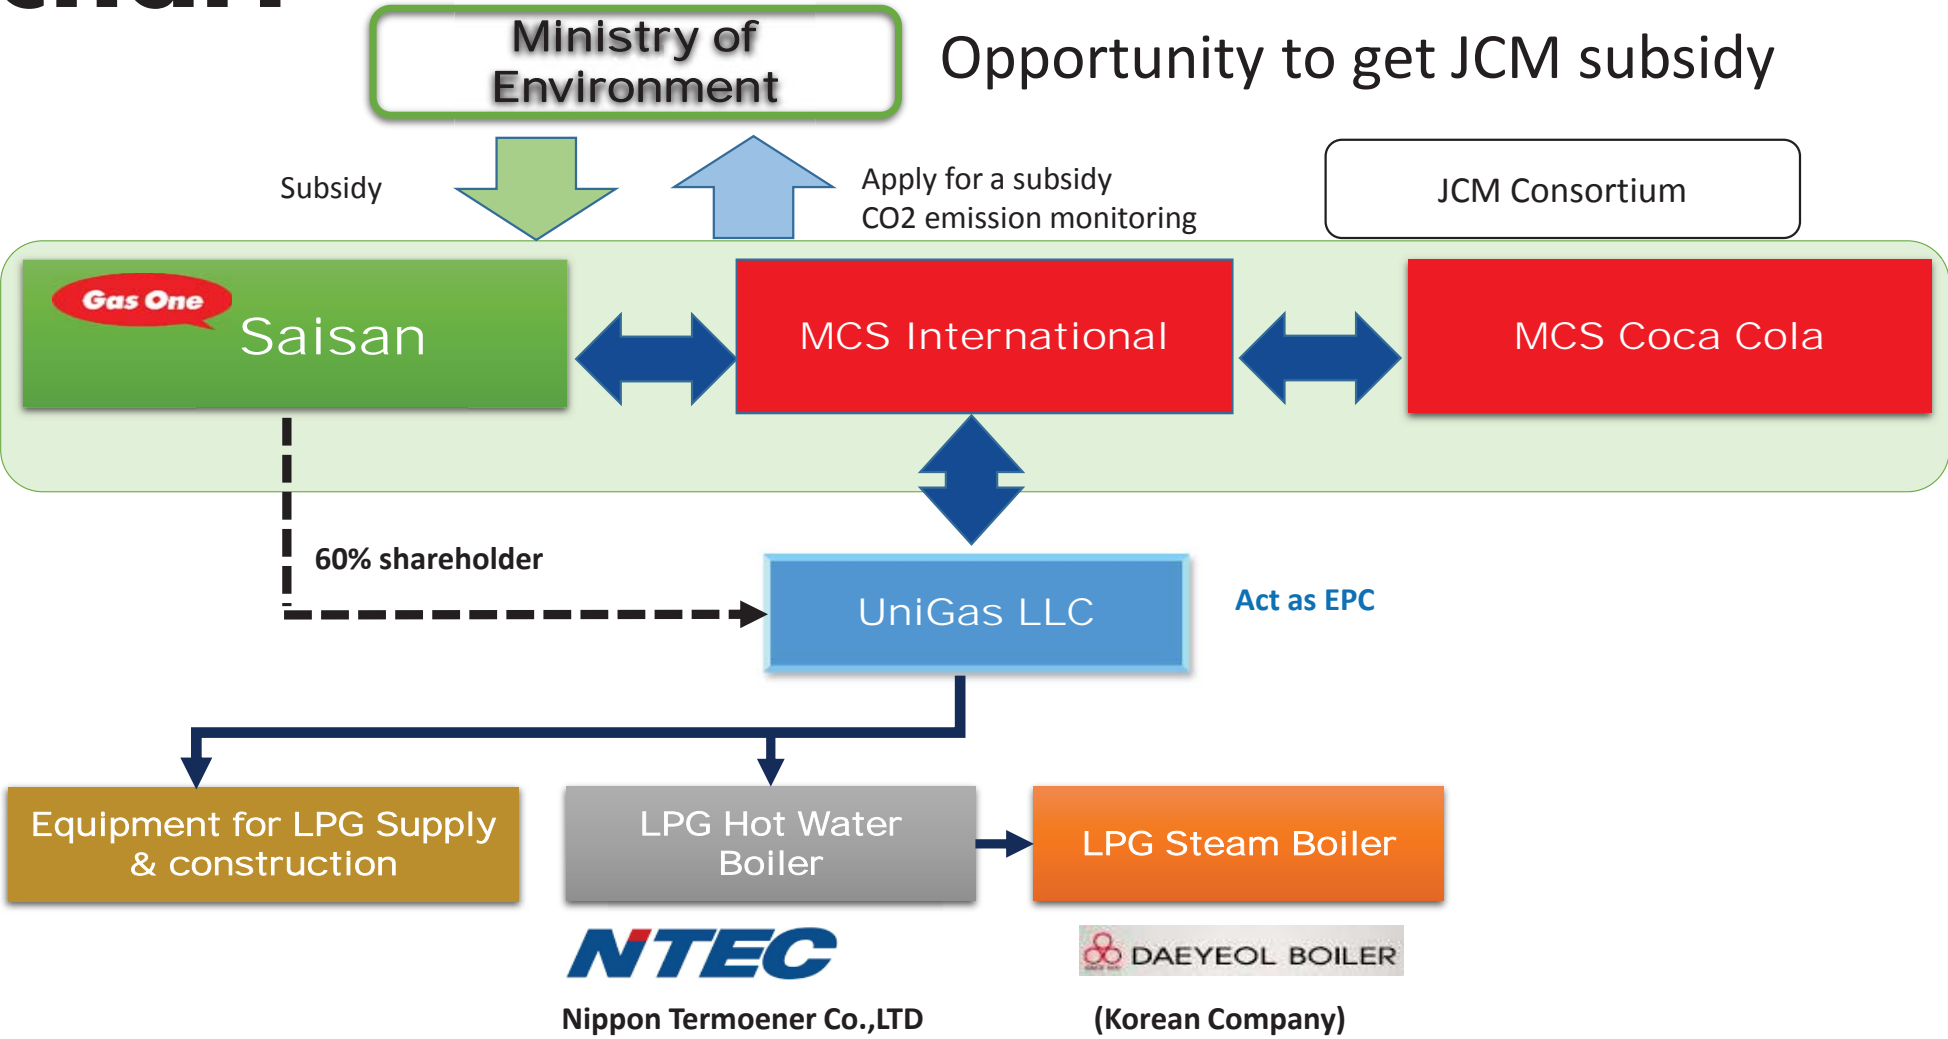 Ministry of
Environment
Opportunity to get JCM subsidy
Subsidy
Apply for a subsidy
CO2 emission monitoring
JCM Consortium
Gas One
Saisan
MCS International
MCS Coca Cola
60% shareholder
UniGas LLC
Act as EPC
Equipment for LPG Supply
& construction
LPG Hot Water
Boiler
LPG Steam Boiler
NTEC
DAEYEOL BOILER
Nippon Termoener Co.,LTD
(Korean Company)